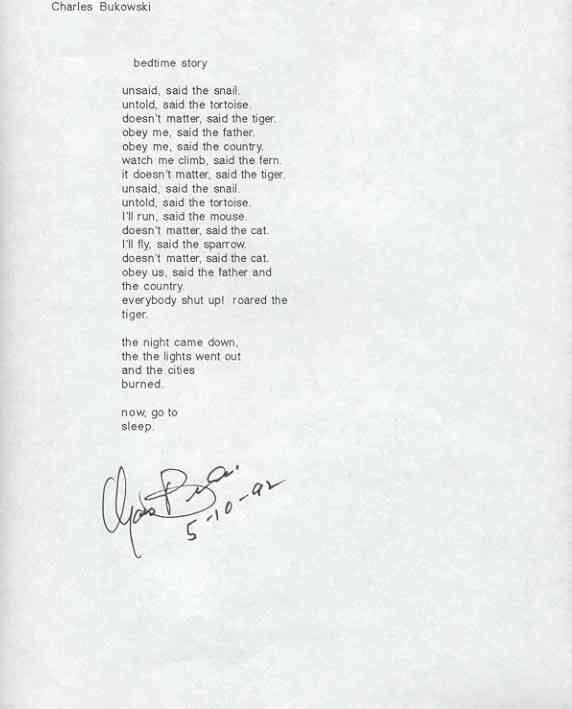 Charles Bukowski
bedtime story
unsaid, said the snail.
untold, said the tortoise.
doesn't matter, said the tiger.
obey me, said the father.
obey me, said the country.
watch me climb, said the fern.
it doesn't matter, said the tiger.
unsaid, said the snail.
untold, said the tortoise.
I'll run, said the mouse.
doesn't matter, said the cat.
I'll fly, said the sparrow.
doesn't matter, said the cat.
obey us, said the father and
the country.
everybody shut up! roared the
tiger.
the night came down,
the the lights went out
and the cities
burned.
now, go to
sleep.
5-10-92